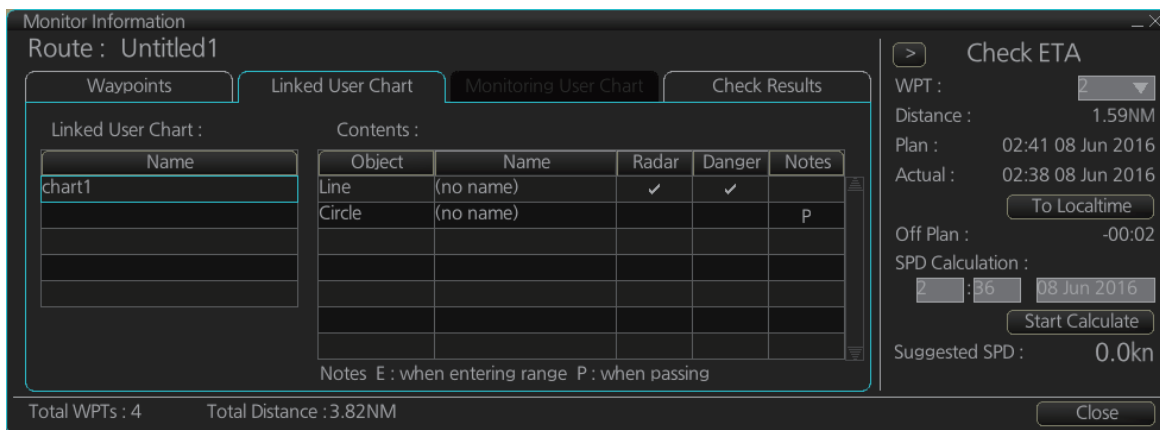 Monitor Information
Route : Untitled1
Waypoints Linked User Chart Monitoring User Chart Check Results
Linked User Chart : Contents :
Name Object Name Radar Danger Notes
chart1 Line (no name) ✓ ✓
Circle (no name) P
Notes E : when entering range P : when passing
Total WPTs : 4 Total Distance : 3.82NM
> Check ETA
WPT : 2
Distance : 1.59NM
Plan : 02:41 08 Jun 2016
Actual : 02:38 08 Jun 2016
To Localtime
Off Plan : -00:02
SPD Calculation :
2 :36 08 Jun 2016
Start Calculate
Suggested SPD : 0.0kn
Close